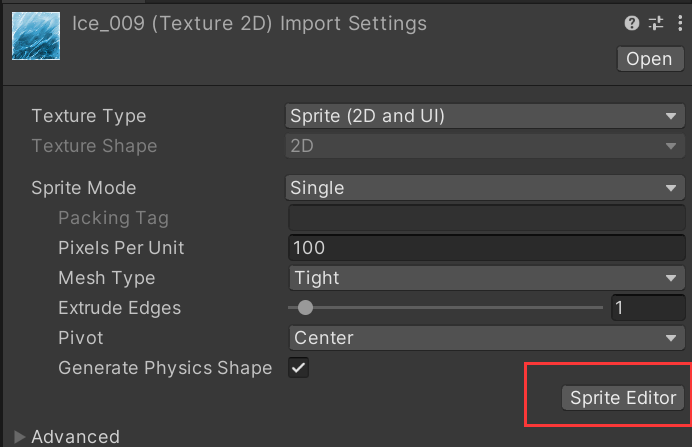 Ice_009 (Texture 2D) Import Settings
Open
Texture Type Sprite (2D and UI)
Texture Shape 2D
Sprite Mode Single
Packing Tag
Pixels Per Unit 100
Mesh Type Tight
Extrude Edges 1
Pivot Center
Generate Physics Shape
Sprite Editor
Advanced